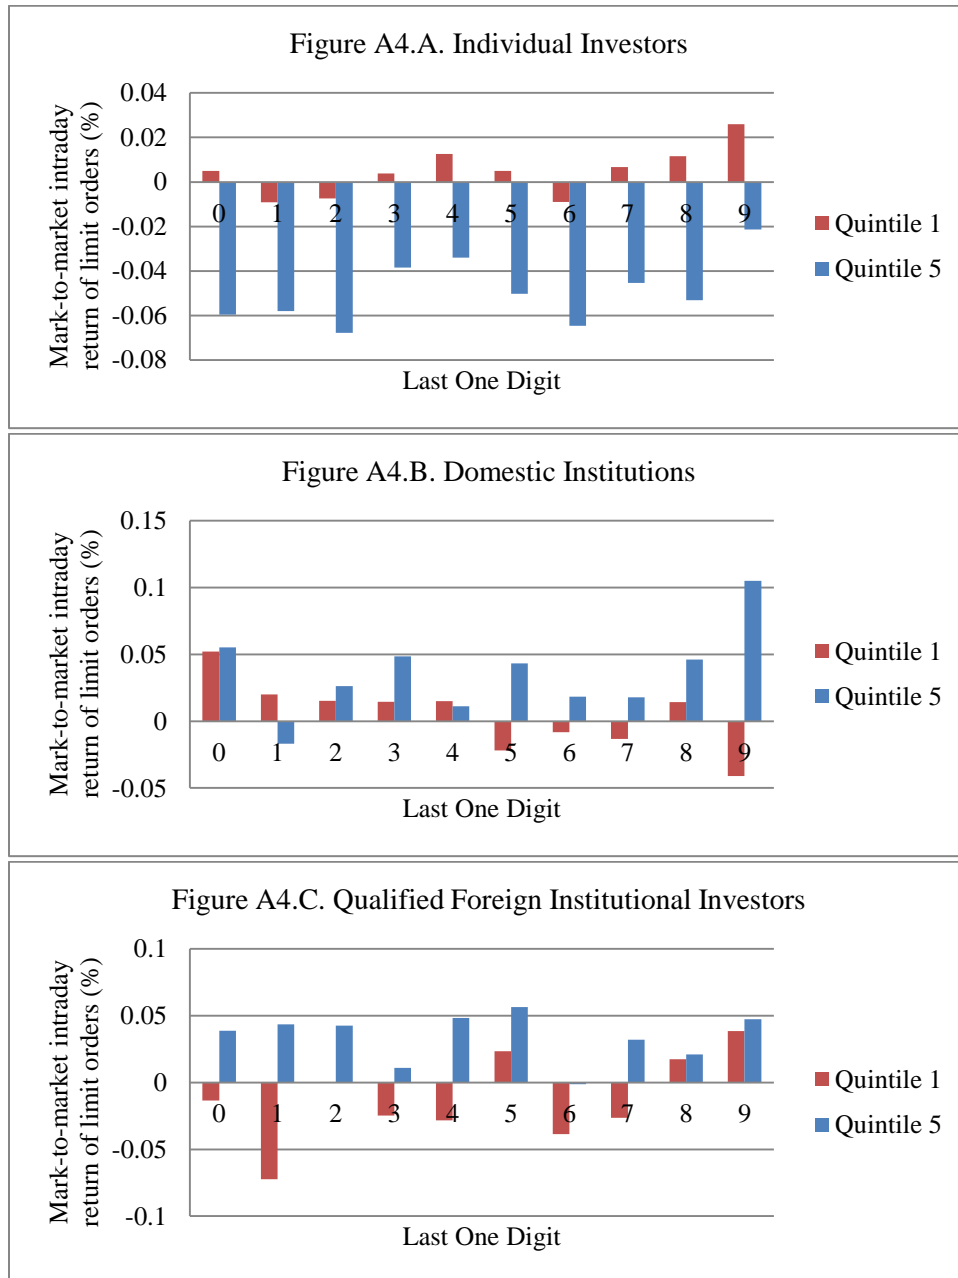 Figure A4.A. Individual Investors
Mark-to-market intraday
return of limit orders (%)
0.04
0.02
0
-0.02
-0.04
-0.06
-0.08
0 1 2 3 4 5 6 7 8 9
Last One Digit
Quintile 1
Quintile 5
Figure A4.B. Domestic Institutions
Mark-to-market intraday
return of limit orders (%)
0.15
0.1
0.05
0
-0.05
0 1 2 3 4 5 6 7 8 9
Last One Digit
Quintile 1
Quintile 5
Figure A4.C. Qualified Foreign Institutional Investors
Mark-to-market intraday
return of limit orders (%)
0.1
0.05
0
-0.05
-0.1
0 1 2 3 4 5 6 7 8 9
Last One Digit
Quintile 1
Quintile 5